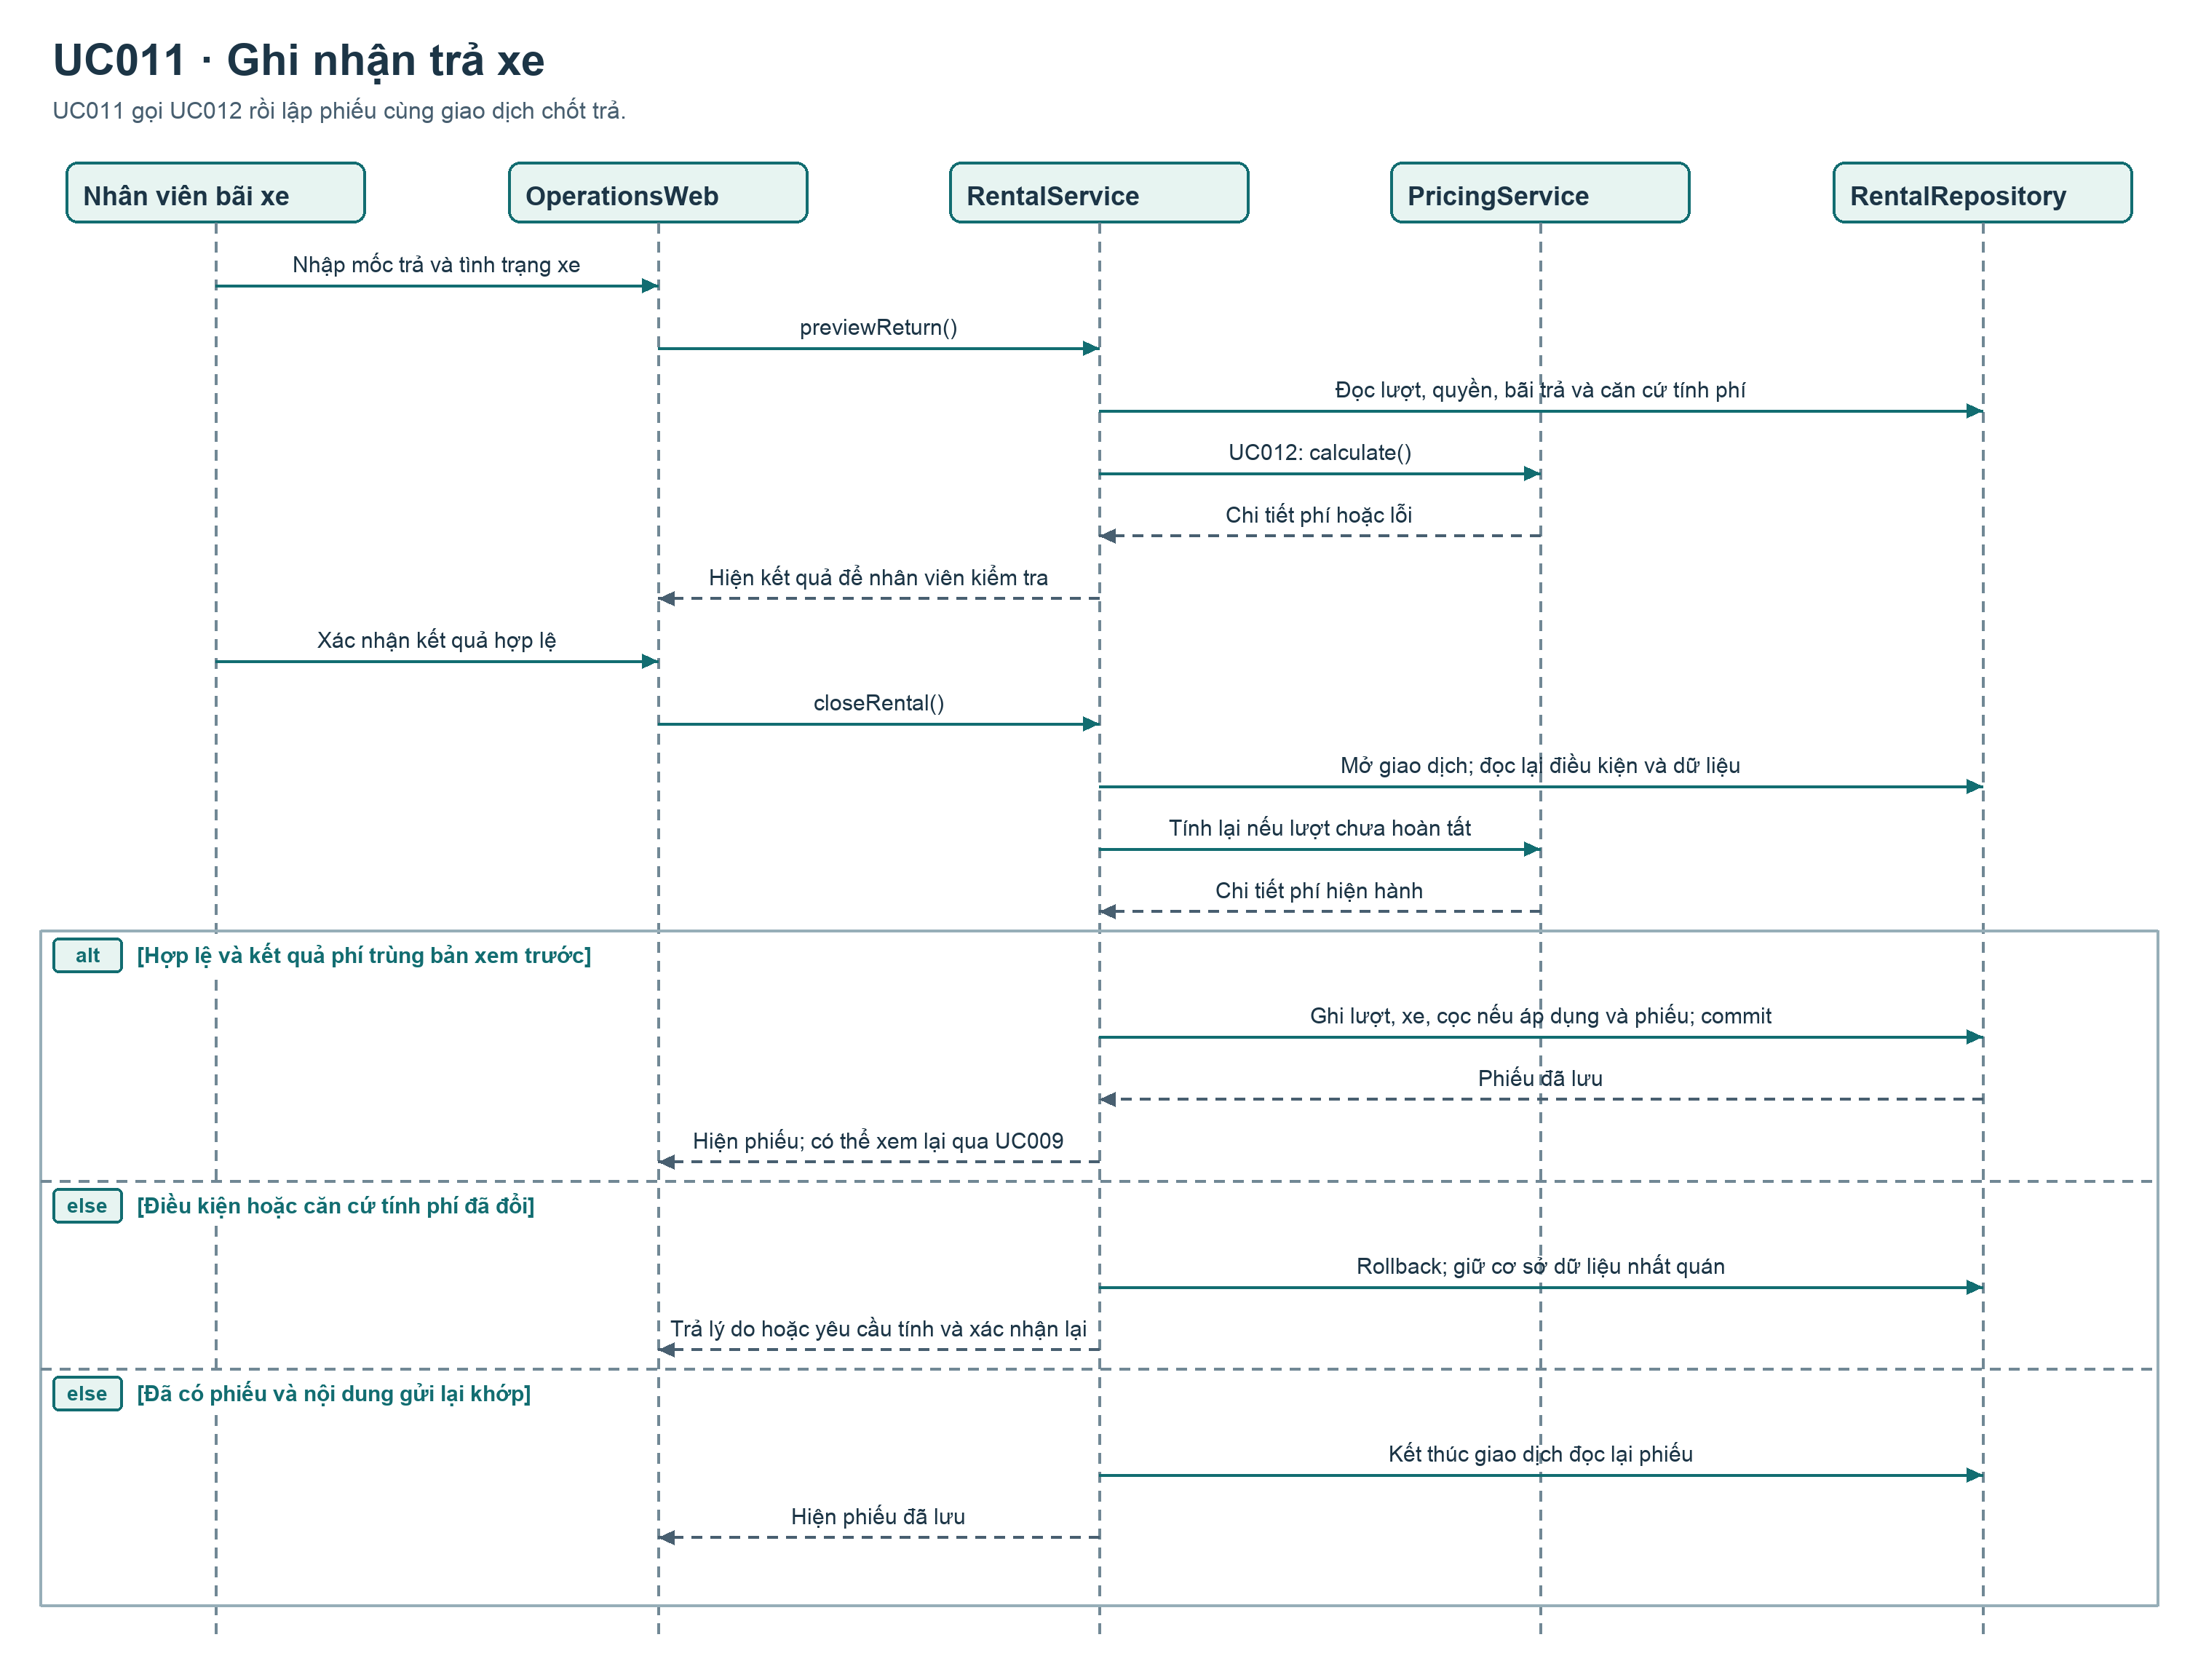 UC011 · Ghi nhận trả xe
UC011 gọi UC012 rồi lập phiếu cùng giao dịch chốt trả.
Nhân viên bãi xe
OperationsWeb
RentalService
PricingService
RentalRepository
Nhập mốc trả và tình trạng xe
previewReturn()
Đọc lượt, quyền, bãi trả và căn cứ tính phí
UC012: calculate()
Chi tiết phí hoặc lỗi
Hiện kết quả để nhân viên kiểm tra
Xác nhận kết quả hợp lệ
closeRental()
Mở giao dịch; đọc lại điều kiện và dữ liệu
Tính lại nếu lượt chưa hoàn tất
Chi tiết phí hiện hành
alt [Hợp lệ và kết quả phí trùng bản xem trước]
Ghi lượt, xe, cọc nếu áp dụng và phiếu; commit
Phiếu đã lưu
Hiện phiếu; có thể xem lại qua UC009
else [Điều kiện hoặc căn cứ tính phí đã đổi]
Rollback; giữ cơ sở dữ liệu nhất quán
Trả lý do hoặc yêu cầu tính và xác nhận lại
else [Đã có phiếu và nội dung gửi lại khớp]
Kết thúc giao dịch đọc lại phiếu
Hiện phiếu đã lưu